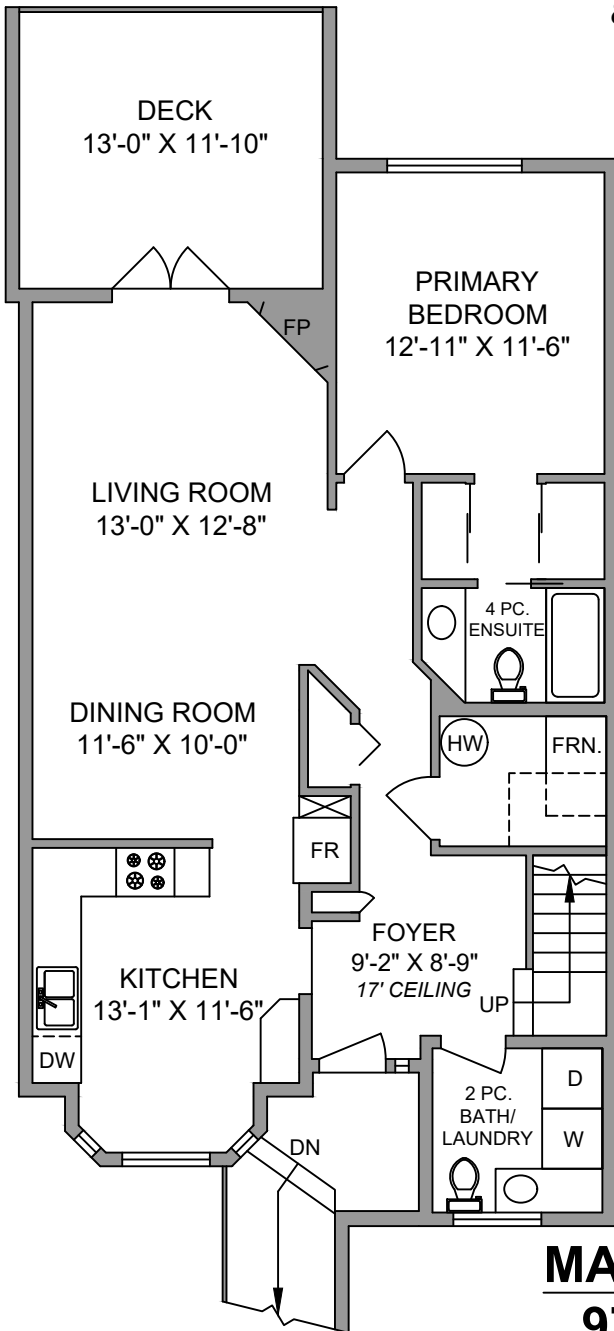 DECK
13'-0" X 11'-10"
PRIMARY
BEDROOM
12'-11" X 11'-6"
FP
LIVING ROOM
13'-0" X 12'-8"
4 PC.
ENSUITE
DINING ROOM
11'-6" X 10'-0"
HW
FRN.
FR
FOYER
9'-2" X 8'-9"
17' CEILING
UP
KITCHEN
13'-1" X 11'-6"
DW
2 PC.
BATH/
LAUNDRY
D
W
DN